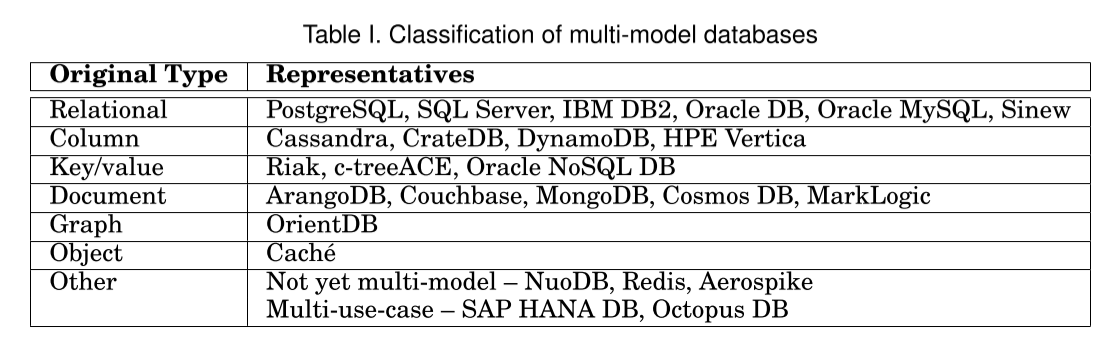 Table I. Classification of multi-model databases
Original Type Representatives
Relational PostgreSQL, SQL Server, IBM DB2, Oracle DB, Oracle MySQL, Sinew
Column Cassandra, CrateDB, DynamoDB, HPE Vertica
Key/value Riak, c-treeACE, Oracle NoSQL DB
Document ArangoDB, Couchbase, MongoDB, Cosmos DB, MarkLogic
Graph OrientDB
Object Caché
Other Not yet multi-model – NuoDB, Redis, Aerospike
Multi-use-case – SAP HANA DB, Octopus DB